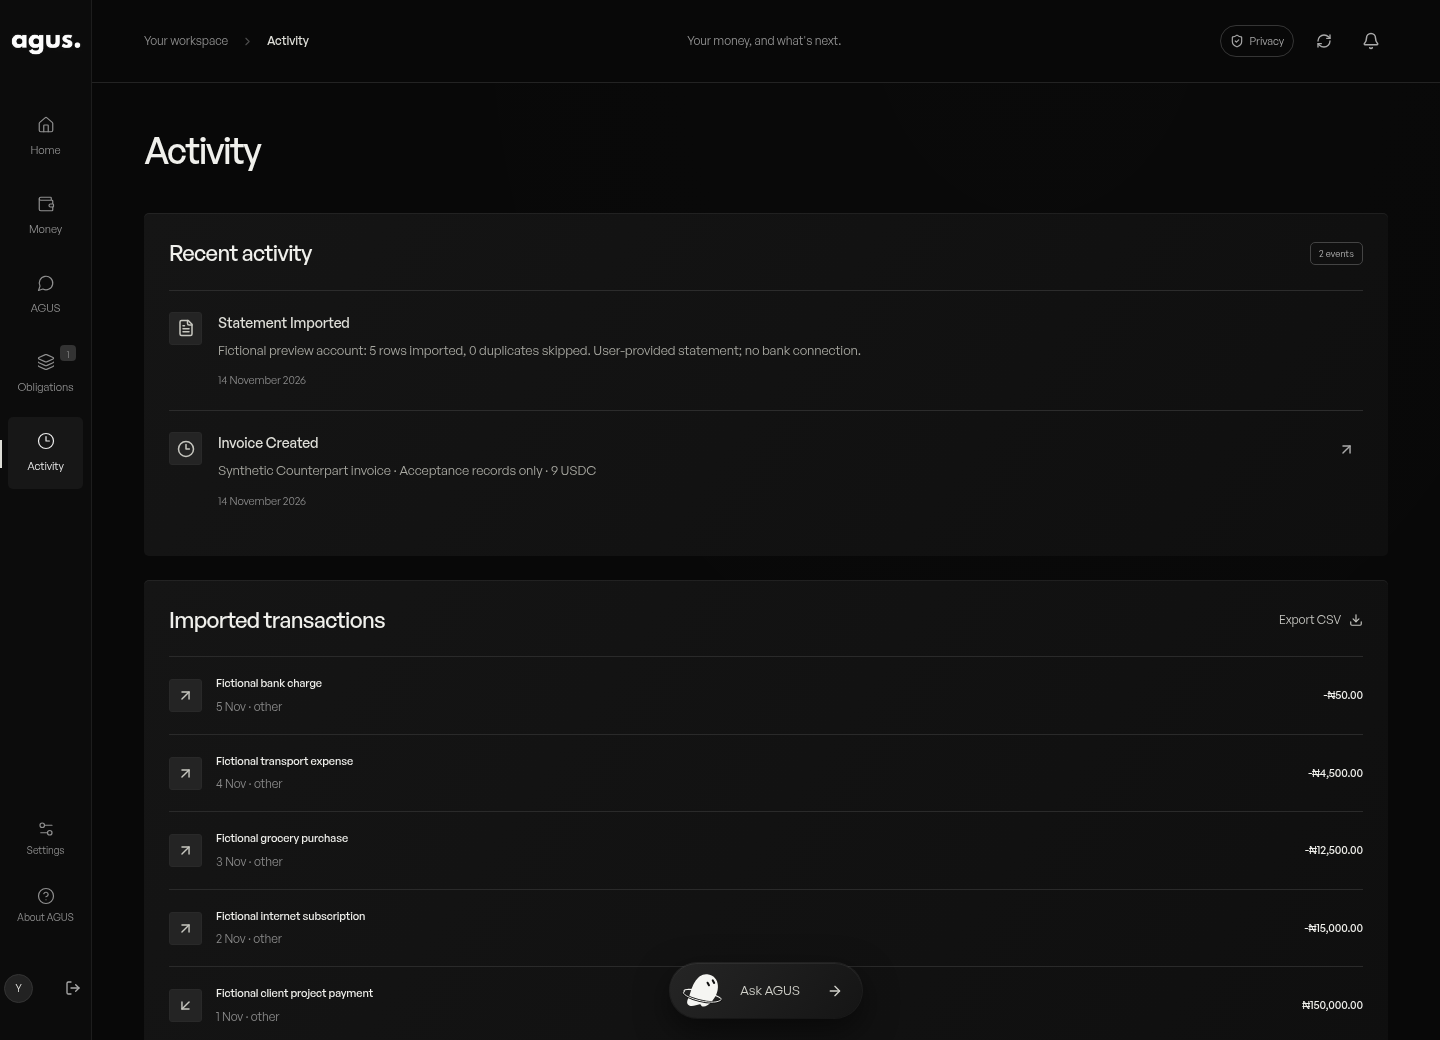 agus.
Your workspace
Activity
Your money, and what's next.
Privacy
Home
Money
AGUS
1
Obligations
Activity
Settings
About AGUS
Y
Activity
Recent activity
2 events
Statement Imported
Fictional preview account: 5 rows imported, 0 duplicates skipped. User-provided statement; no bank connection.
14 November 2026
Invoice Created
Synthetic Counterpart invoice · Acceptance records only · 9 USDC
14 November 2026
Imported transactions
Export CSV
Fictional bank charge
5 Nov · other
-₦50.00
Fictional transport expense
4 Nov · other
-₦4,500.00
Fictional grocery purchase
3 Nov · other
-₦12,500.00
Fictional internet subscription
2 Nov · other
-₦15,000.00
Fictional client project payment
1 Nov · other
₦150,000.00
Ask AGUS